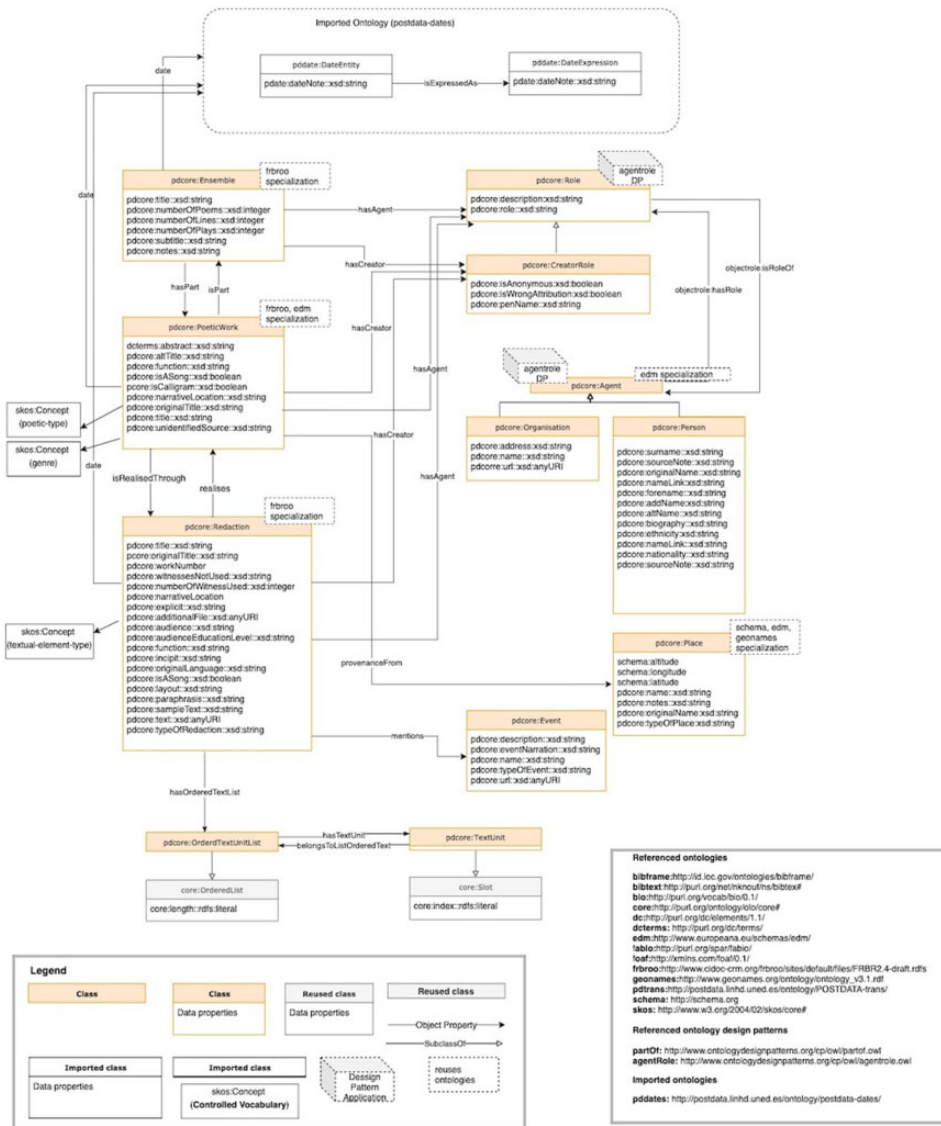 Imported Ontology (postdata-dates)
pddate:DateEntity
pdate:dateNote::xsd:string
isExpressedAs
pddate:DateExpression
pdate:dateNote::xsd:string
date
date
date
pdcore:Ensemble
frbroo
specialization
pdcore:title::xsd:string
pdcore:numberOfPoems::xsd:integer
pdcore:numberOfLines::xsd:integer
pdcore:numberOfPlays::xsd:integer
pdcore:subtitle::xsd:string
pdcore:notes::xsd:string
hasAgent
hasCreator
hasPart
isPart
agentrole
DP
pdcore:Role
pdcore:description:xsd:string
pdcore:role::xsd:string
pdcore:CreatorRole
pdcore:isAnonymous:xsd:boolean
pdcore:isWrongAttribution:xsd:boolean
pdcore:penName:xsd:string
objectrole:isRoleOf
objectrole:hasRole
pdcore:PoeticWork
frbroo, edm
specialization
dcterms:abstract::xsd:string
pdcore:altTitle::xsd:string
pdcore:function::xsd:string
pdcore:isASong::xsd:boolean
pcore:isCalligram:xsd:boolean
pdcore:narrativeLocation::xsd:string
pdcore:originalTitle::xsd:string
pdcore:title::xsd:string
pdcore:unidentifiedSource::xsd:string
hasCreator
hasAgent
hasCreator
hasAgent
skos:Concept
(poetic-type)
skos:Concept
(genre)
isRealisedThrough
realises
agentrole
DP
edm specialization
pdcore:Agent
pdcore:Organisation
pdcore:address:xsd:string
pdcore:name::xsd:string
pdcorre:url::xsd:anyURI
pdcore:Person
pdcore:surname::xsd:string
pdcore:sourceNote::xsd:string
pdcore:originalName::xsd:string
pdcore:nameLink:xsd:string
pdcore:forename::xsd:string
pdcore:addName:xsd:string
pdcore:altName:xsd:string
pdcore:biography::xsd:string
pdcore:ethnicity:xsd:string
pdcore:nameLink::xsd:string
pdcore:nationality::xsd:string
pdcore:sourceNote::xsd:string
pdcore:Redaction
frbroo
specialization
pdcore:title::xsd:string
pcore:originalTitle::xsd:string
pdcore:workNumber
pdcore:witnessesNotUsed::xsd:string
pdcore:numberOfWitnessUsed::xsd:integer
pdcore:narrativeLocation
pdcore:explicit::xsd:string
pdcore:additionalFile::xsd:anyURI
pdcore:audience::xsd:string
pdcore:audienceEducationLevel::xsd:string
pdcore:function::xsd:string
pdcore:incipit::xsd:string
pdcore:originalLanguage::xsd:string
pdcore:isASong::xsd:boolean
pdcore:layout::xsd:string
pdcore:paraphrasis::xsd:string
pdcore:sampleText::xsd:string
pdcore:text::xsd:anyURI
pdcore:typeOfRedaction::xsd:string
skos:Concept
(textual-element-type)
provenanceFrom
mentions
pdcore:Place
schema, edm,
geonames
specialization
schema:altitude
schema:longitude
schema:latitude
pdcore:name::xsd:string
pdcore:notes::xsd:string
pdcore:originalName:xsd:string
pdcore:typeOfPlace:xsd:string
pdcore:Event
pdcore:description::xsd:string
pdcore:eventNarration::xsd:string
pdcore:name::xsd:string
pdcore:typeOfEvent::xsd:string
pdcore:url::xsd:anyURI
hasOrderedTextList
pdcore:OrderdTextUnitList
hasTextUnit
belongsToListOrderedText
pdcore:TextUnit
core:OrderedList
core:length::rdfs:literal
core:Slot
core:index::rdfs:literal
Legend
Class
Class
Data properties
Reused class
Data properties
Reused class
Object Property
SubclassOf
Imported class
Data properties
Imported class
skos:Concept
(Controlled Vocabulary)
Dessign
Pattern
Application
reuses
ontologies
Referenced ontologies
bibframe:http://id.loc.gov/ontologies/bibframe/
bibtext:http://purl.org/net/nknouf/ns/bibtex#
bio:http://purl.org/vocab/bio/0.1/
core:http://purl.org/ontology/olo/core#
dc:http://purl.org/dc/elements/1.1/
dcterms: http://purl.org/dc/terms/
edm:http://www.europeana.eu/schemas/edm/
fabio:http://purl.org/spar/fabio/
foaf:http://xmlns.com/foaf/0.1/
frbroo:http://www.cidoc-crm.org/frbroo/sites/default/files/FRBR2.4-draft.rdfs
geonames:http://www.geonames.org/ontology/ontology_v3.1.rdf
pdtrans:http://postdata.linhd.uned.es/ontology/POSTDATA-trans/
schema: http://schema.org
skos: http://www.w3.org/2004/02/skos/core#
Referenced ontology design patterns
partOf: http://www.ontologydesignpatterns.org/cp/owl/partof.owl
agentRole: http://www.ontologydesignpatterns.org/cp/owl/agentrole.owl
Imported ontologies
pddates: http://postdata.linhd.uned.es/ontology/postdata-dates/